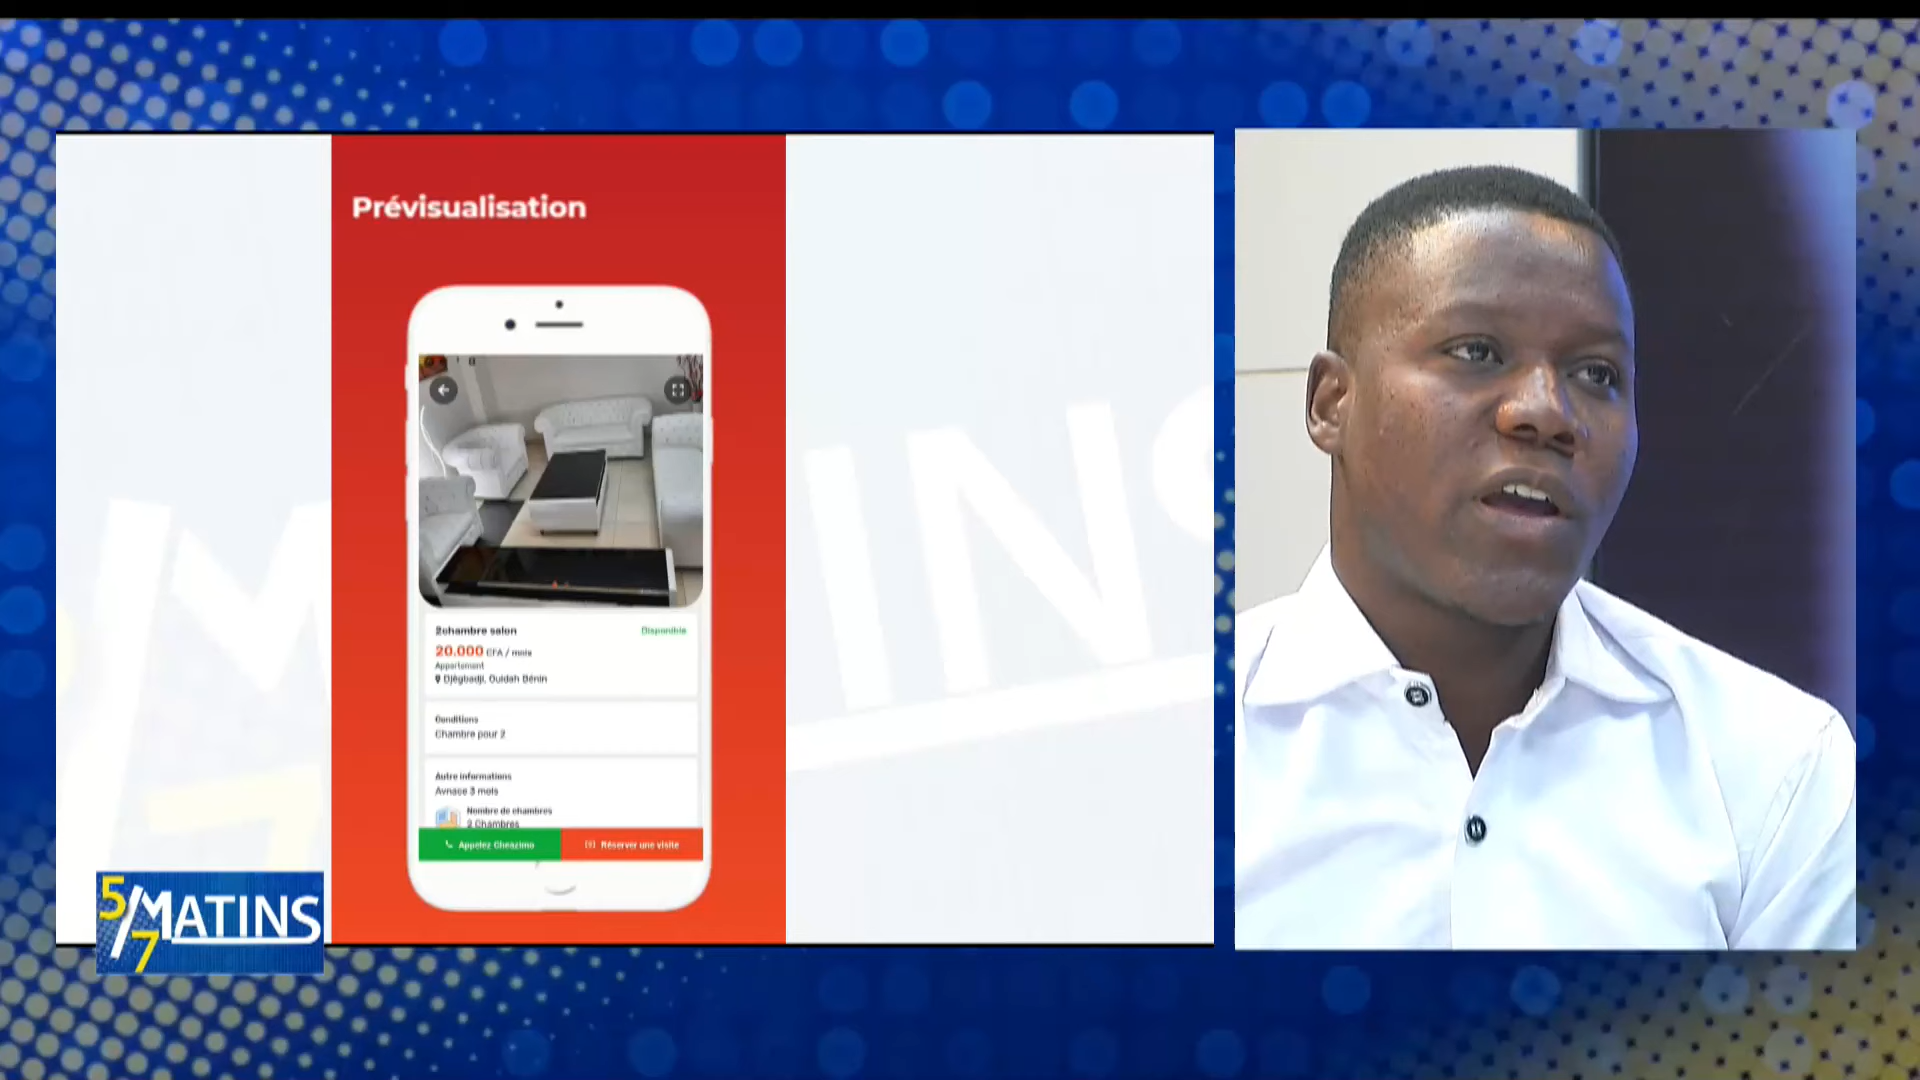 Prévisualisation
2chambre salon
Disponible
20.000 CFA / mois
Appartement
Djègbadji, Ouidah Bénin
Conditions
Chambre pour 2
Autre informations
Avnace 3 mois
Nombre de chambres
2 Chambres
Appelez Cheazimo
Réserver une visite
5/7 MATINS